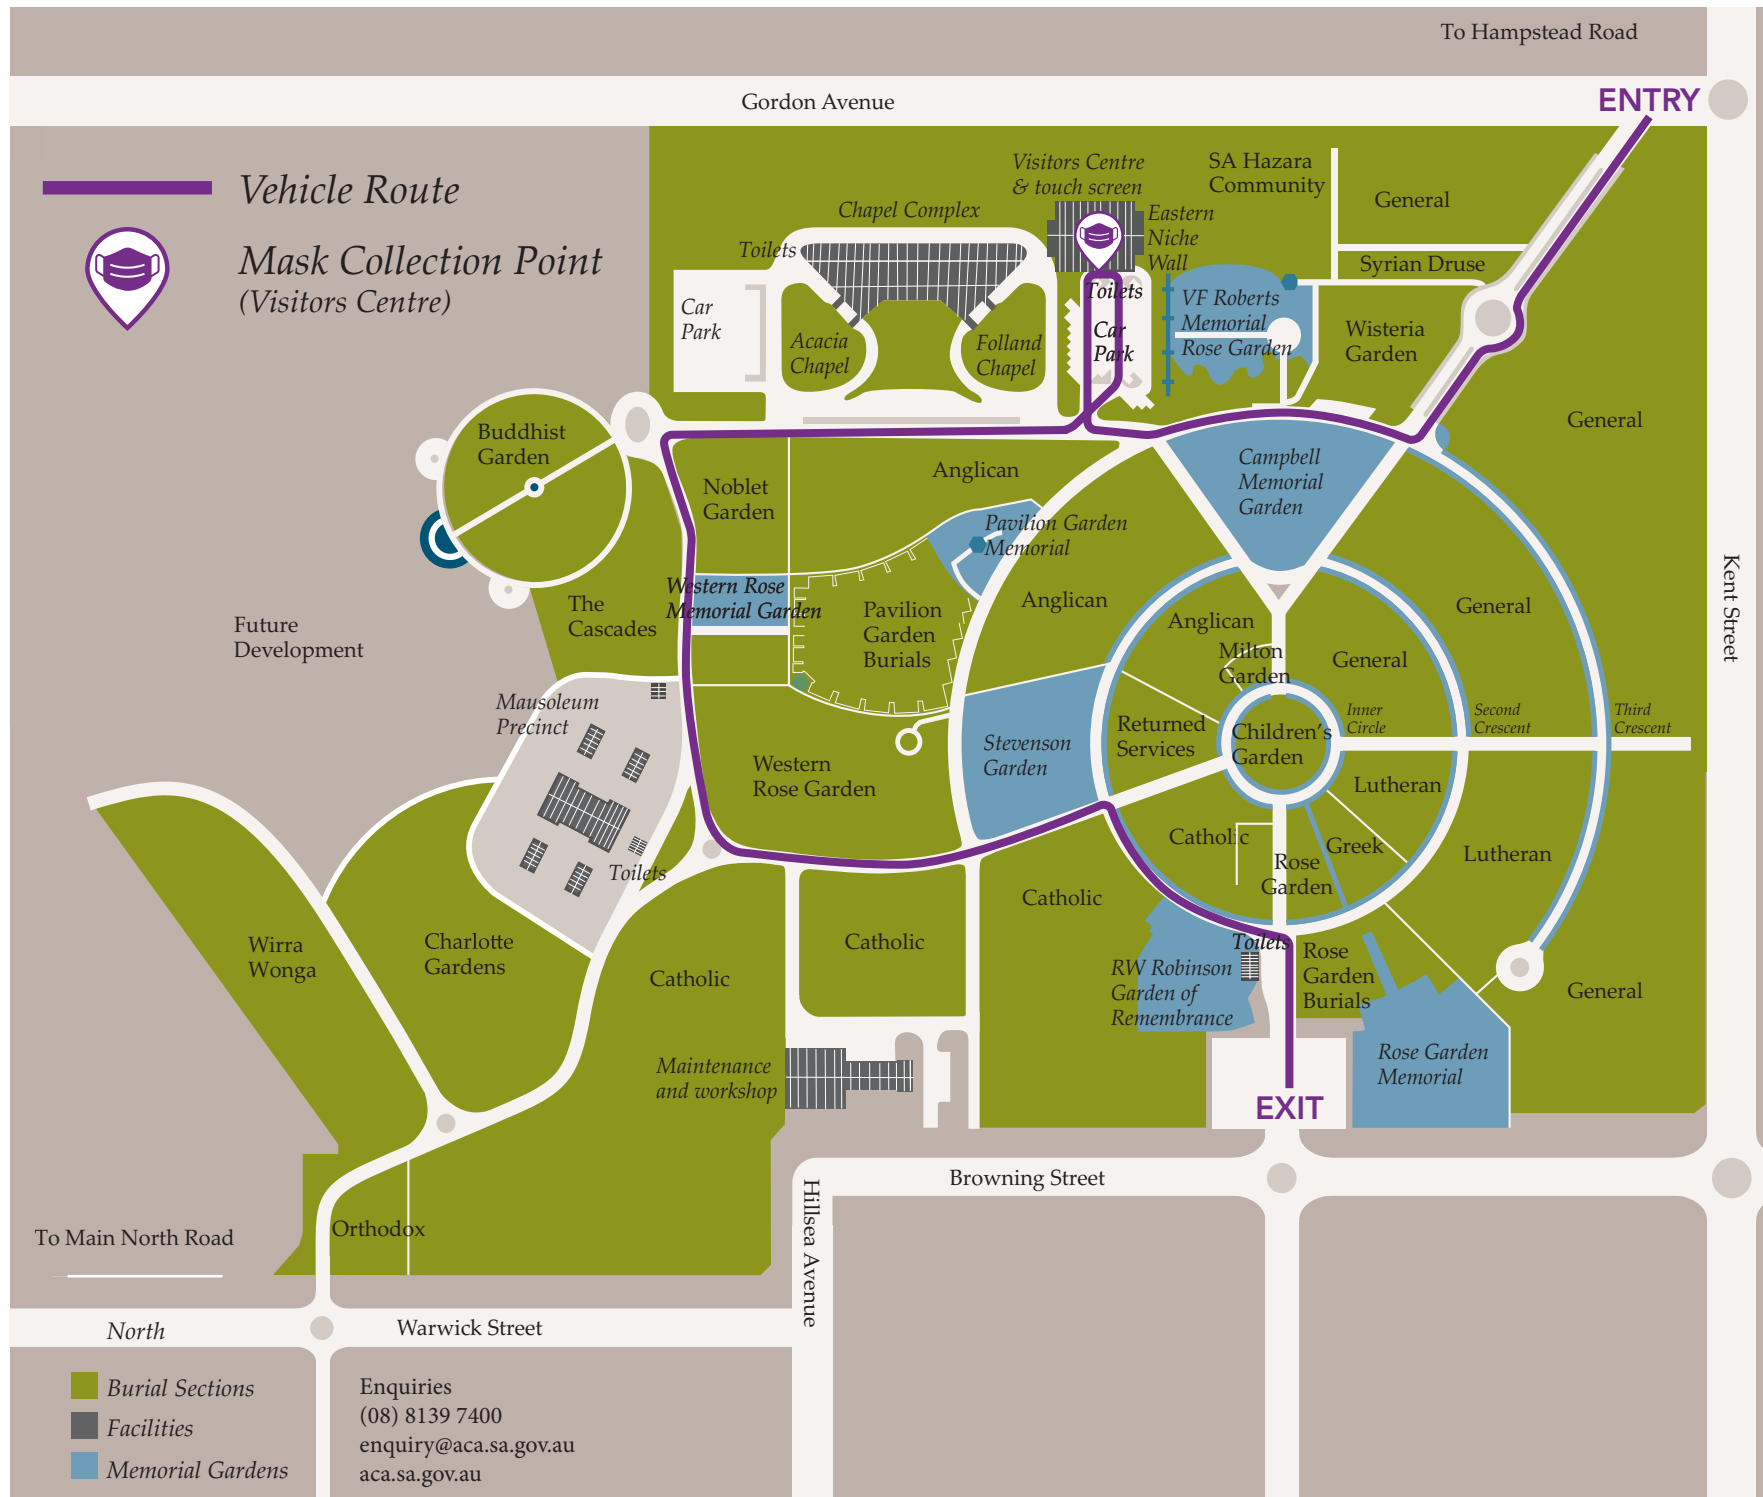 To Hampstead Road
Gordon Avenue
ENTRY
Vehicle Route
Mask Collection Point
(Visitors Centre)
Visitors Centre
& touch screen
SA Hazara
Community
General
Chapel Complex
Toilets
Eastern
Niche
Wall
Syrian Druse
Car
Park
Acacia
Chapel
Folland
Chapel
Toilets
Car
Park
VF Roberts
Memorial
Rose Garden
Wisteria
Garden
General
Buddhist
Garden
Noblet
Garden
Anglican
Campbell
Memorial
Garden
Pavilion Garden
Memorial
Kent Street
Western Rose
Memorial Garden
The
Cascades
Pavilion
Garden
Burials
Anglican
Anglican
Milton
Garden
General
General
Future
Development
Mausoleum
Precinct
Returned
Services
Children's
Garden
Inner
Circle
Second
Crescent
Third
Crescent
Stevenson
Garden
Western
Rose Garden
Lutheran
Catholic
Greek
Rose
Garden
Lutheran
Toilets
Catholic
Wirra
Wonga
Charlotte
Gardens
Catholic
Catholic
Toilets
RW Robinson
Garden of
Remembrance
Rose
Garden
Burials
General
Maintenance
and workshop
Rose Garden
Memorial
EXIT
Browning Street
Hillsea Avenue
Orthodox
To Main North Road
North
Warwick Street
Burial Sections
Facilities
Memorial Gardens
Enquiries
(08) 8139 7400
enquiry@aca.sa.gov.au
aca.sa.gov.au